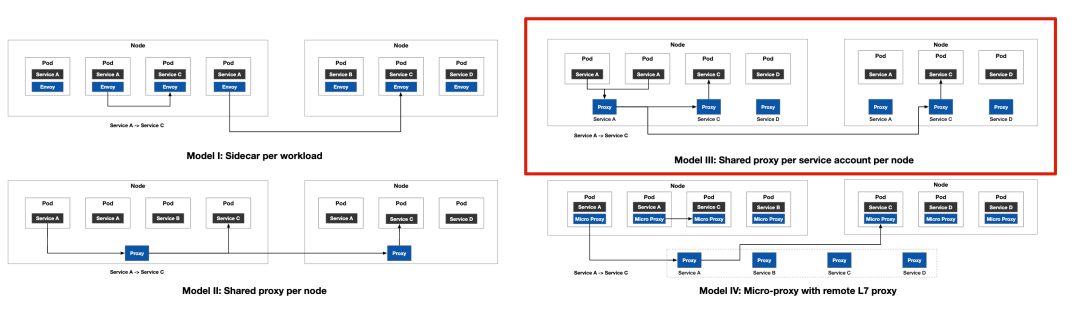 Node
Pod Pod Pod Pod
Service A Service A Service C Service A
Envoy Envoy Envoy Envoy
Node
Pod Pod Pod
Service B Service C Service D
Envoy Envoy Envoy
Service A -> Service C
Model I: Sidecar per workload
Node
Pod Pod Pod Pod
Service A Service A Service C Service D
Proxy Proxy Proxy
Service A Service C Service D
Node
Pod Pod Pod
Service A Service C Service D
Proxy Proxy Proxy
Service A Service C Service D
Service A -> Service C
Model III: Shared proxy per service account per node
Node
Pod Pod Pod Pod
Service A Service A Service B Service C
Proxy
Node
Pod Pod Pod
Service A Service C Service D
Proxy
Service A -> Service C
Model II: Shared proxy per node
Node
Pod Pod Pod Pod
Service A Service A Service C Service B
Micro Proxy Micro Proxy Micro Proxy Micro Proxy
Node
Pod Pod Pod
Service C Service D Service D
Micro Proxy Micro Proxy Micro Proxy
Proxy Proxy Proxy Proxy
Service A -> Service C
Service A Service B Service C Service D
Model IV: Micro-proxy with remote L7 proxy